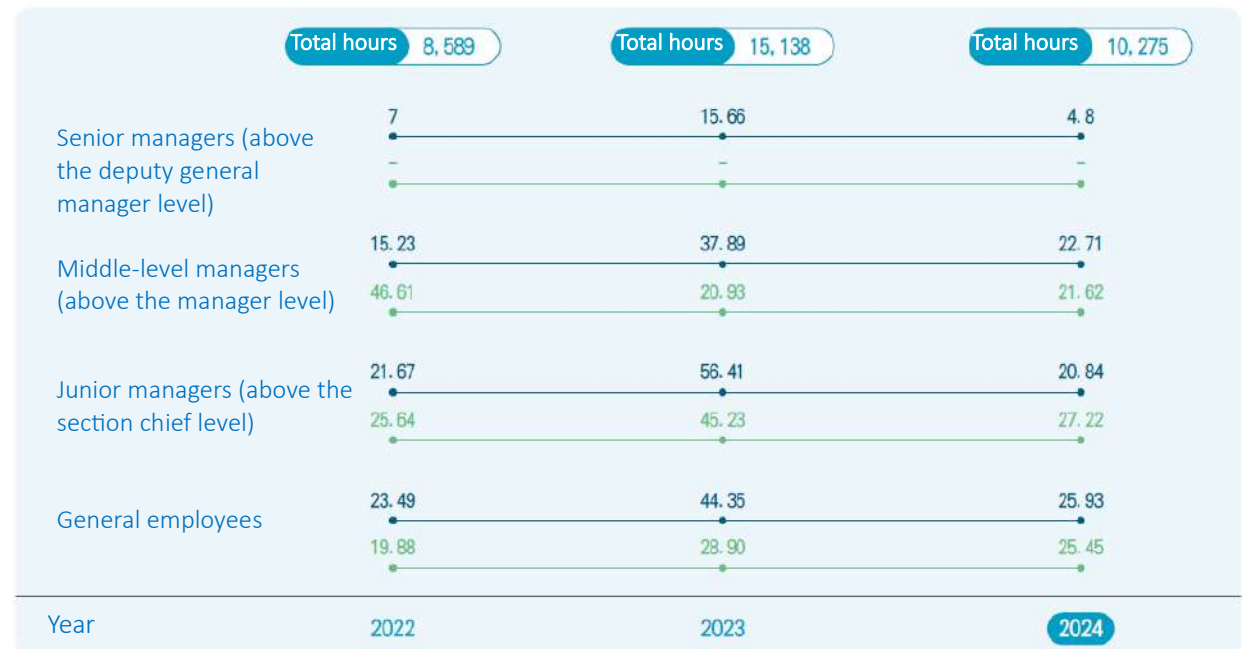 Total hours 8,589 Total hours 15,138 Total hours 10,275
7 15.66 4.8
Senior managers (above
the deputy general
manager level)
– – –
15.23 37.89 22.71
Middle-level managers
(above the manager level)
46.61 20.93 21.62
21.67 56.41 20.84
Junior managers (above the
section chief level)
25.64 45.23 27.22
23.49 44.35 25.93
General employees
19.88 28.90 25.45
Year 2022 2023 2024